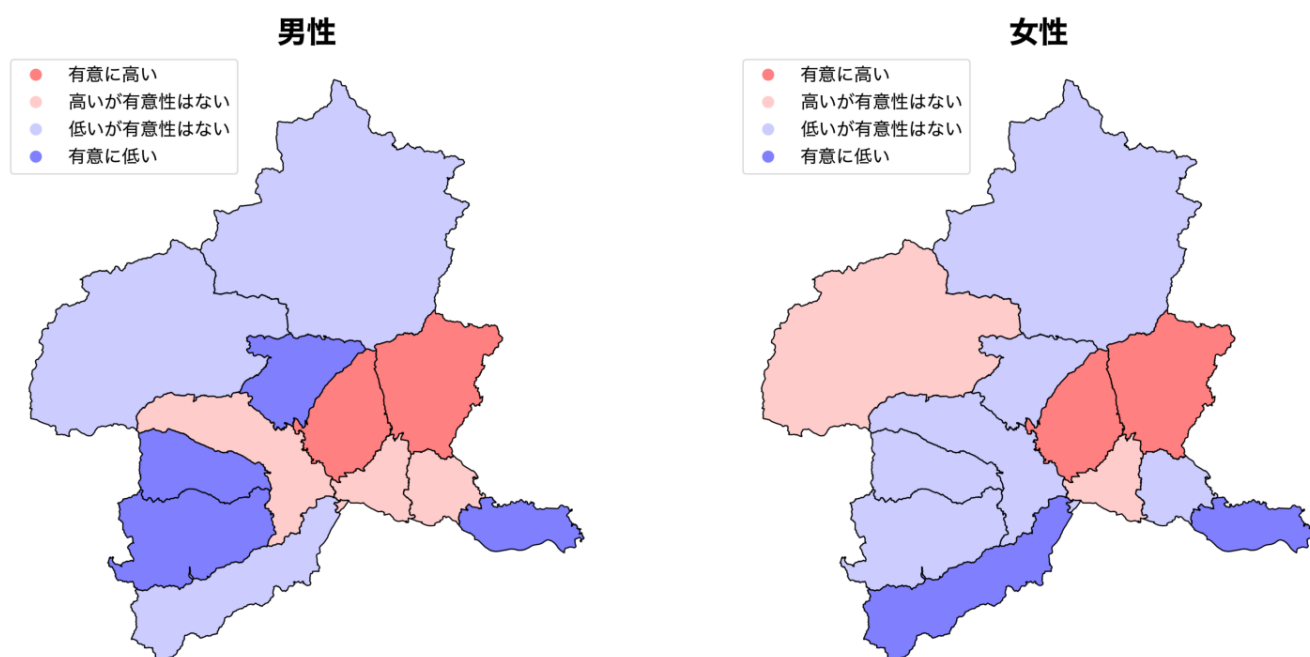 男性
有意に高い
高いが有意性はない
低いが有意性はない
有意に低い
女性
有意に高い
高いが有意性はない
低いが有意性はない
有意に低い